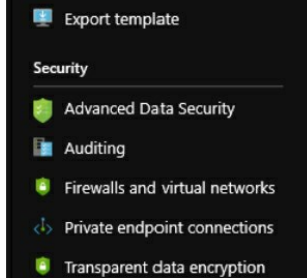 Export template
Security
Advanced Data Security
Auditing
Firewalls and virtual networks
Private endpoint connections
Transparent data encryption